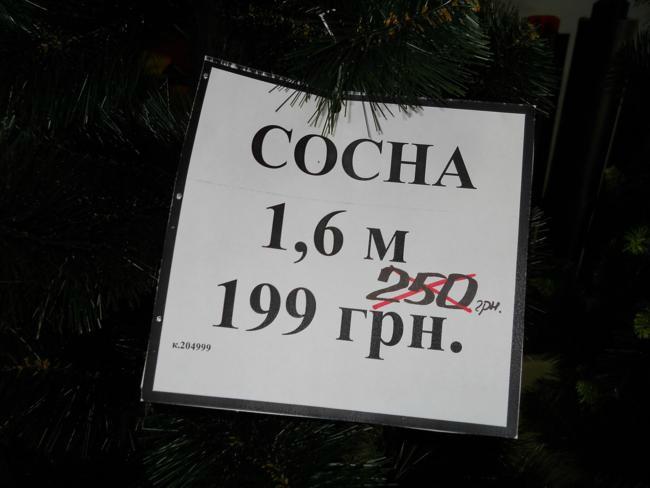 СОСНА
1,6 м
250 грн.
199 грн.
к.204999